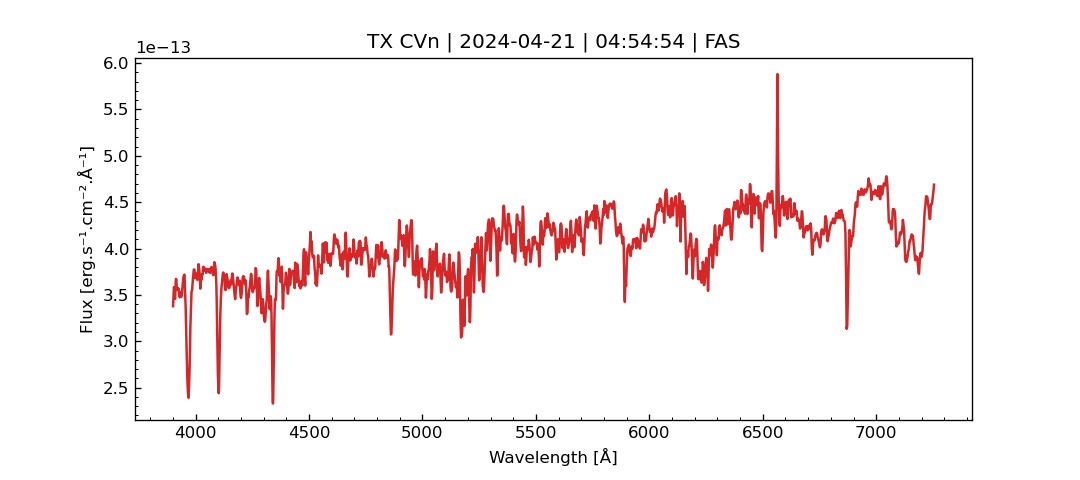 TX CVn | 2024-04-21 | 04:54:54 | FAS
1e−13
6.0
5.5
5.0
4.5
4.0
3.5
3.0
2.5
Flux [erg.s⁻¹.cm⁻².Å⁻¹]
4000 4500 5000 5500 6000 6500 7000
Wavelength [Å]